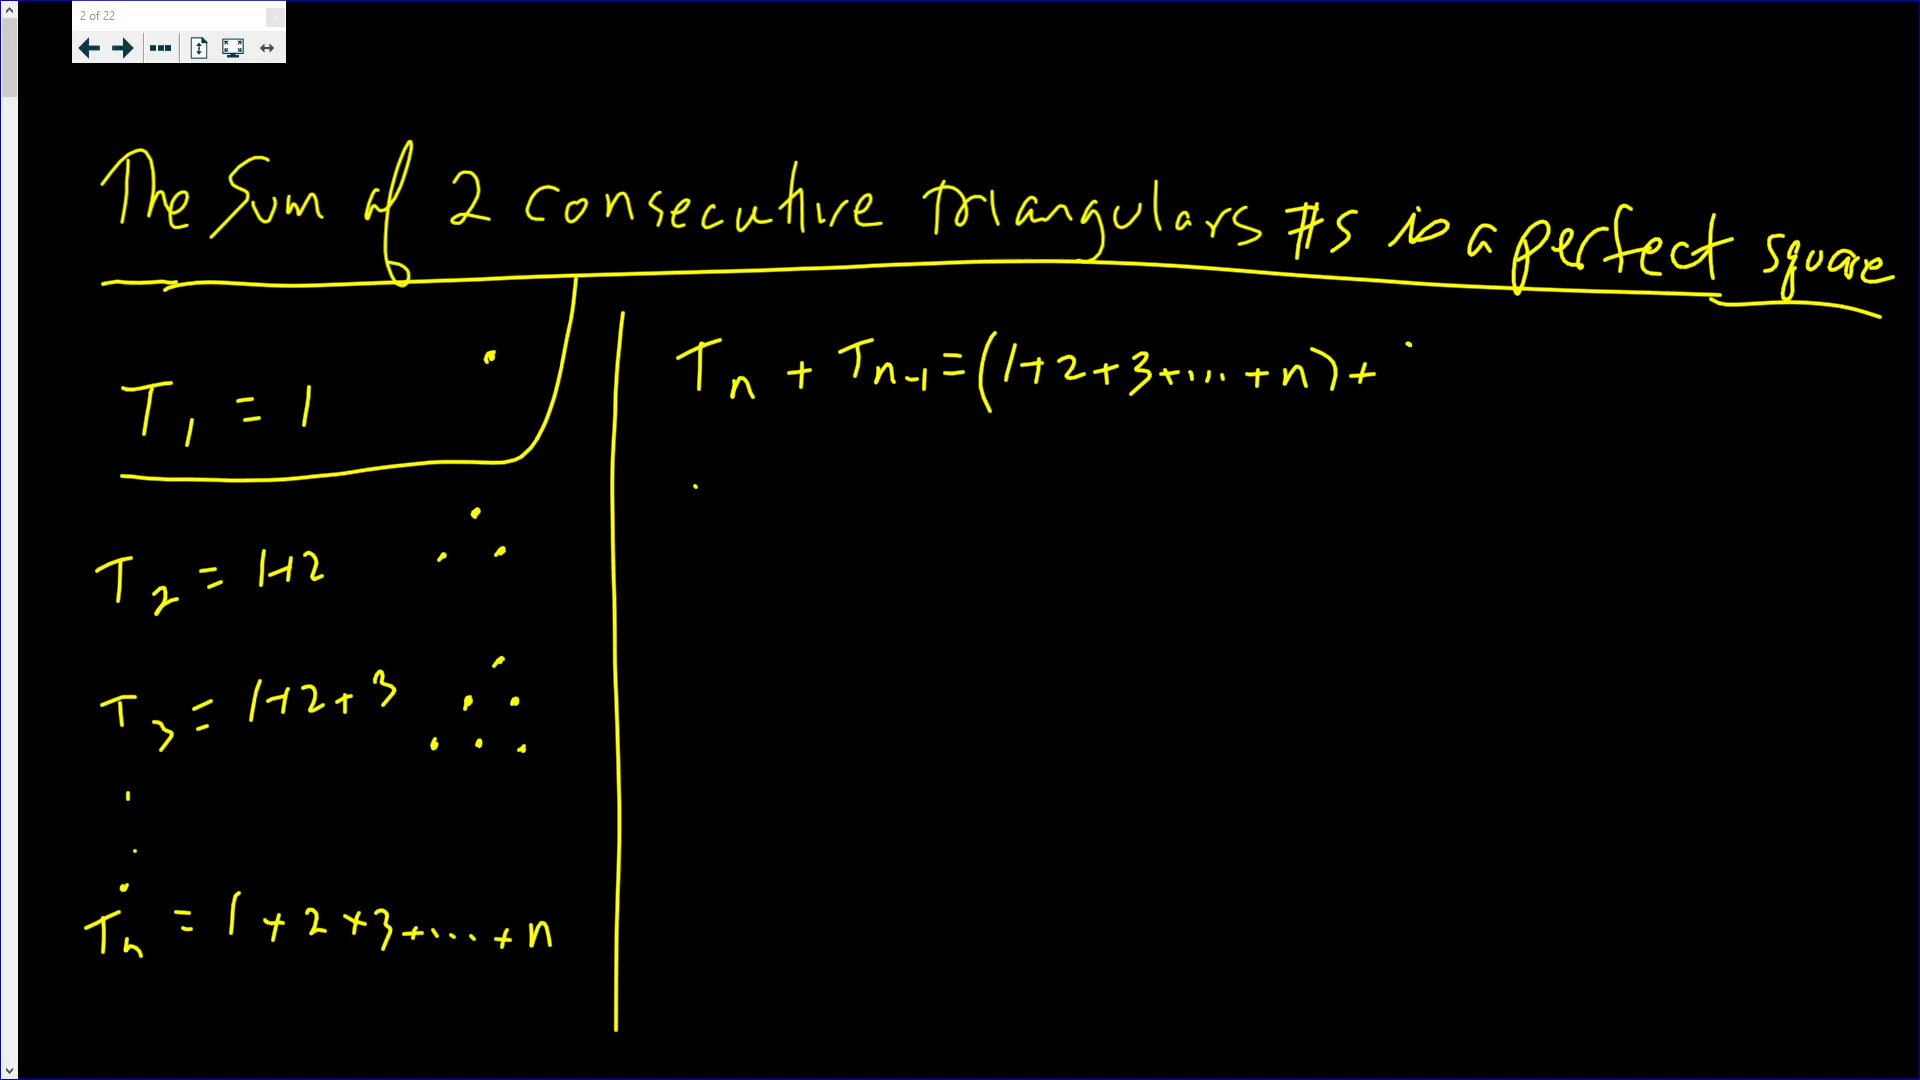 2 of 22
The Sum of 2 consecutive triangulars #s is a perfect square
T₁ = 1
T₂ = 1+2
T₃ = 1+2+3
Tₙ = 1+2+3+...+n
Tₙ + Tₙ₋₁ = (1+2+3+...+n)+